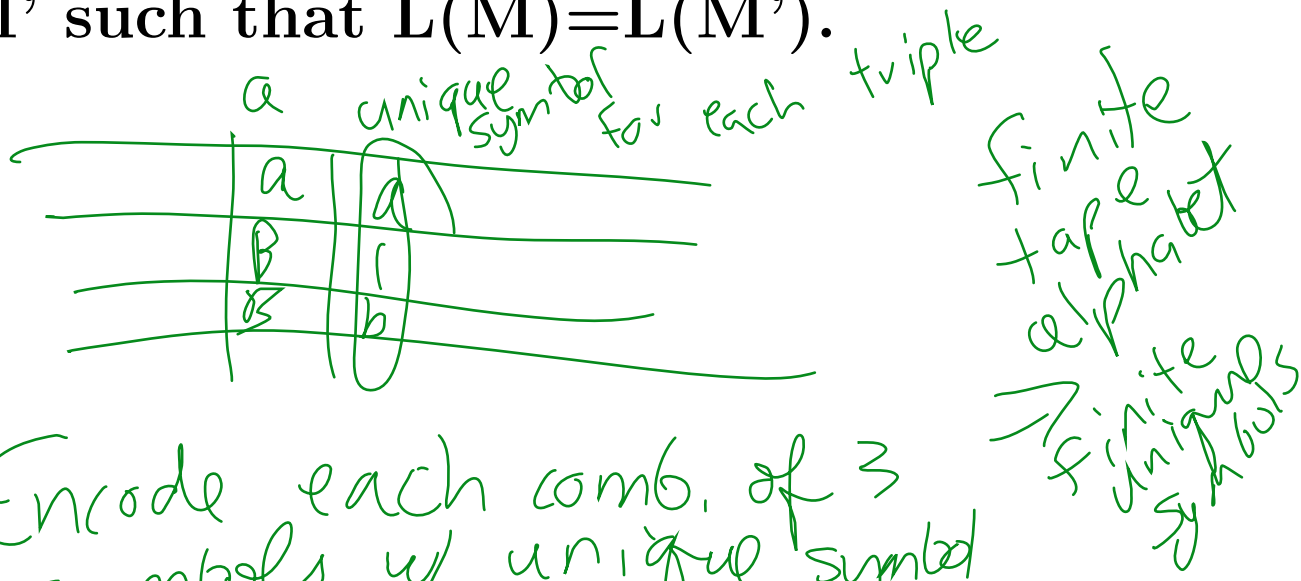 such that L(M)=L(M').
a unique symbol for each triple
a a
B 1
B b
finite
tape
alphabet
=> finite
unique
symbols
Encode each comb. of 3
w/ unique symbol